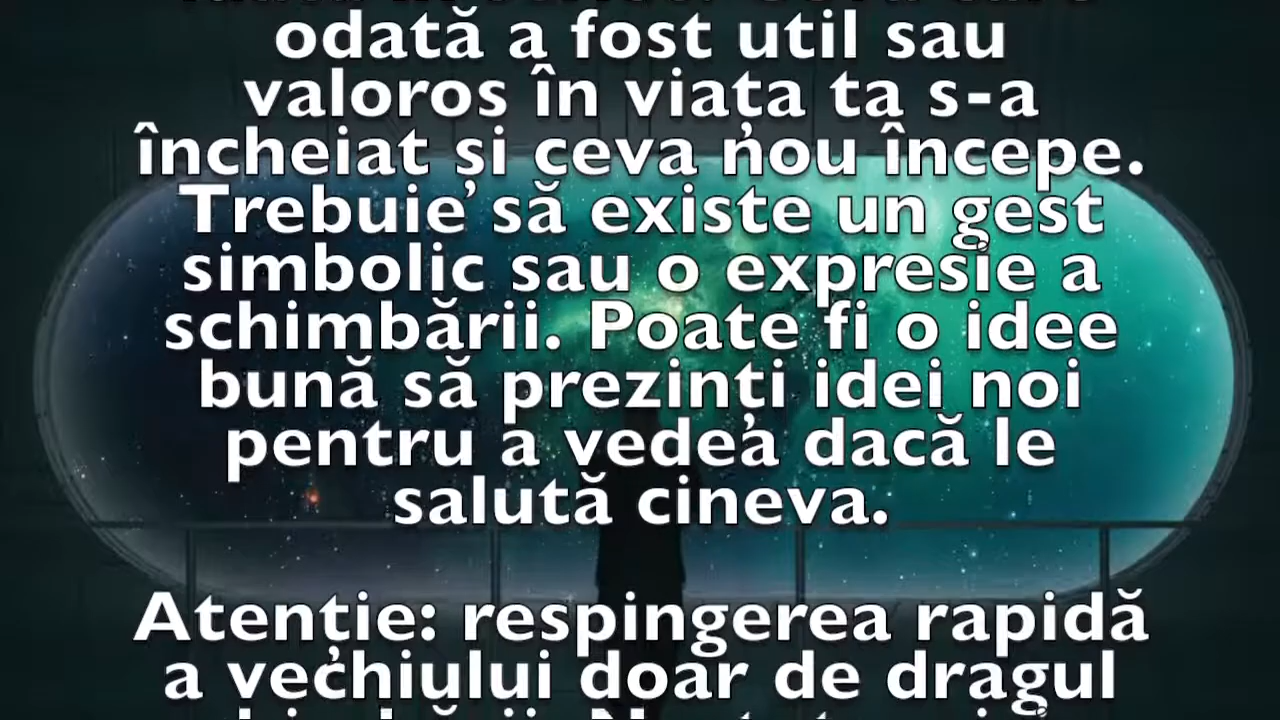 odată a fost util sau
valoros în viața ta s-a
încheiat și ceva nou începe.
Trebuie să existe un gest
simbolic sau o expresie a
schimbării. Poate fi o idee
bună să prezinți idei noi
pentru a vedea dacă le
salută cineva.
Atenție: respingerea rapidă
a vechiului doar de dragul